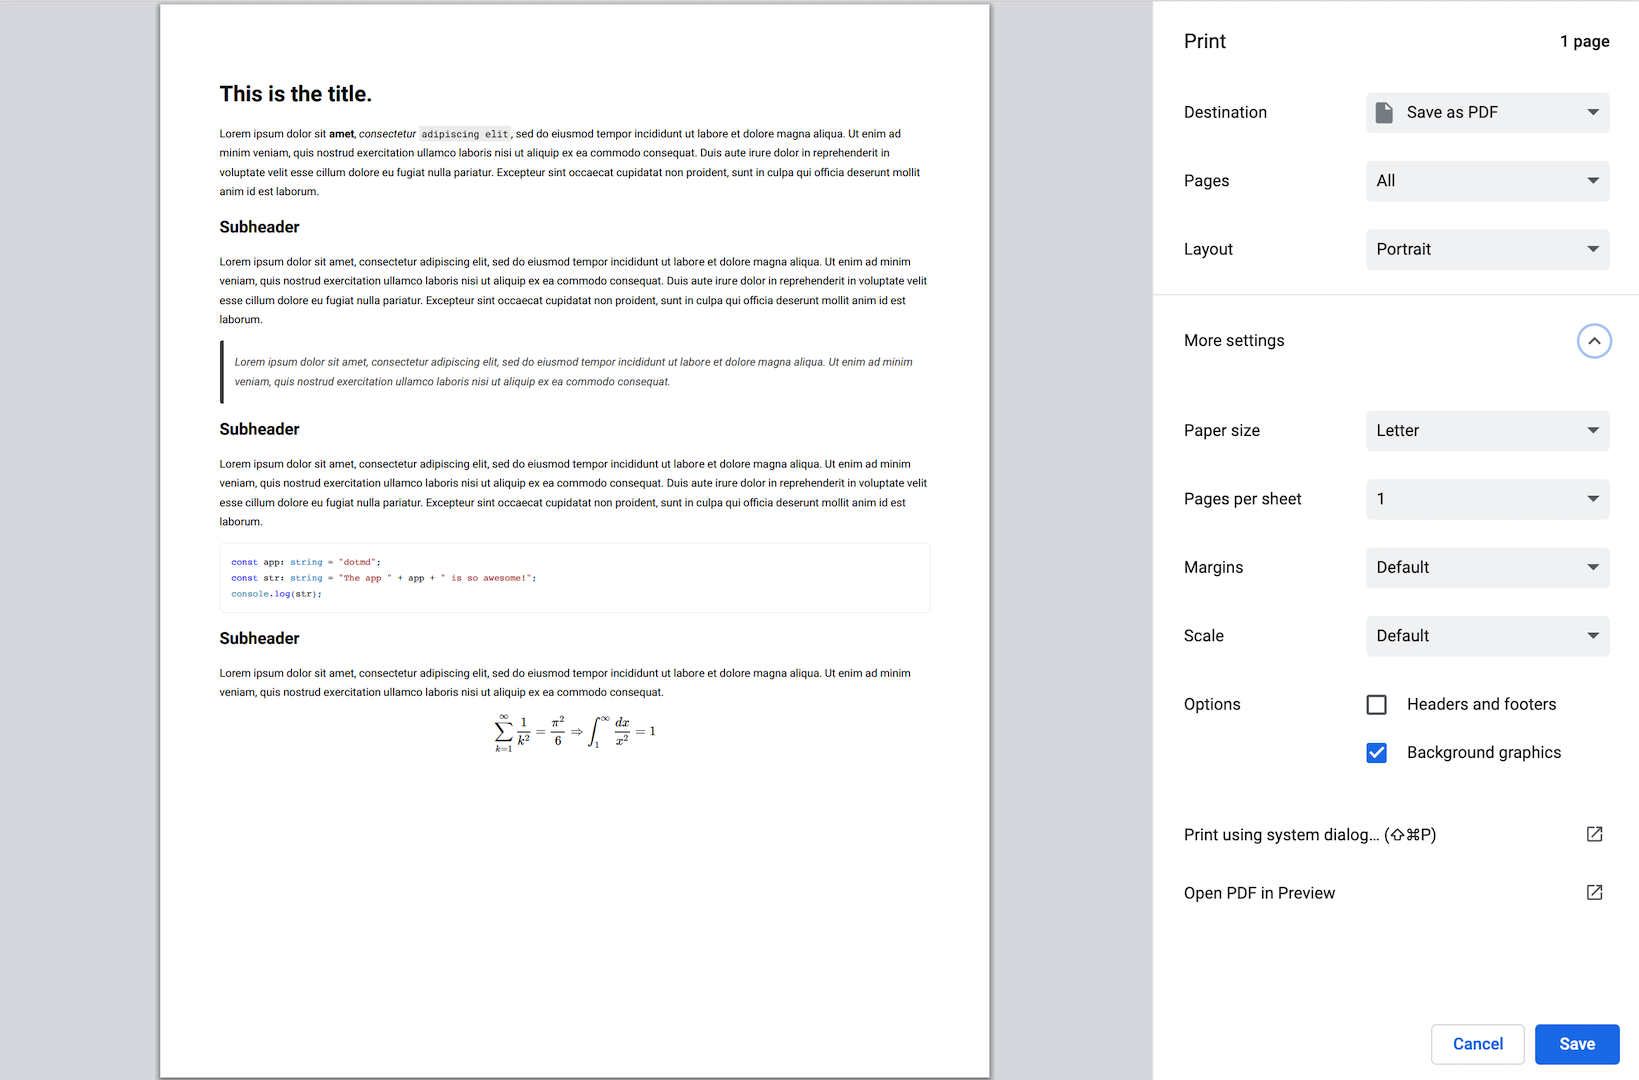 This is the title.
Lorem ipsum dolor sit amet, consectetur adipiscing elit, sed do eiusmod tempor incididunt ut labore et dolore magna aliqua. Ut enim ad
minim veniam, quis nostrud exercitation ullamco laboris nisi ut aliquip ex ea commodo consequat. Duis aute irure dolor in reprehenderit in
voluptate velit esse cillum dolore eu fugiat nulla pariatur. Excepteur sint occaecat cupidatat non proident, sunt in culpa qui officia deserunt mollit
anim id est laborum.
Subheader
Lorem ipsum dolor sit amet, consectetur adipiscing elit, sed do eiusmod tempor incididunt ut labore et dolore magna aliqua. Ut enim ad minim
veniam, quis nostrud exercitation ullamco laboris nisi ut aliquip ex ea commodo consequat. Duis aute irure dolor in reprehenderit in voluptate velit
esse cillum dolore eu fugiat nulla pariatur. Excepteur sint occaecat cupidatat non proident, sunt in culpa qui officia deserunt mollit anim id est
laborum.
Lorem ipsum dolor sit amet, consectetur adipiscing elit, sed do eiusmod tempor incididunt ut labore et dolore magna aliqua. Ut enim ad minim
veniam, quis nostrud exercitation ullamco laboris nisi ut aliquip ex ea commodo consequat.
Subheader
Lorem ipsum dolor sit amet, consectetur adipiscing elit, sed do eiusmod tempor incididunt ut labore et dolore magna aliqua. Ut enim ad minim
veniam, quis nostrud exercitation ullamco laboris nisi ut aliquip ex ea commodo consequat. Duis aute irure dolor in reprehenderit in voluptate velit
esse cillum dolore eu fugiat nulla pariatur. Excepteur sint occaecat cupidatat non proident, sunt in culpa qui officia deserunt mollit anim id est
laborum.
const app: string = "dotmd";
const str: string = "The app " + app + " is so awesome!";
console.log(str);
Subheader
Lorem ipsum dolor sit amet, consectetur adipiscing elit, sed do eiusmod tempor incididunt ut labore et dolore magna aliqua. Ut enim ad minim
veniam, quis nostrud exercitation ullamco laboris nisi ut aliquip ex ea commodo consequat.
∑_{k=1}^{∞} 1/k² = π²/6 ⇒ ∫_1^∞ dx/x² = 1
Print 1 page
Destination Save as PDF
Pages All
Layout Portrait
More settings
Paper size Letter
Pages per sheet 1
Margins Default
Scale Default
Options Headers and footers
Background graphics
Print using system dialog... (⇧⌘P)
Open PDF in Preview
Cancel Save